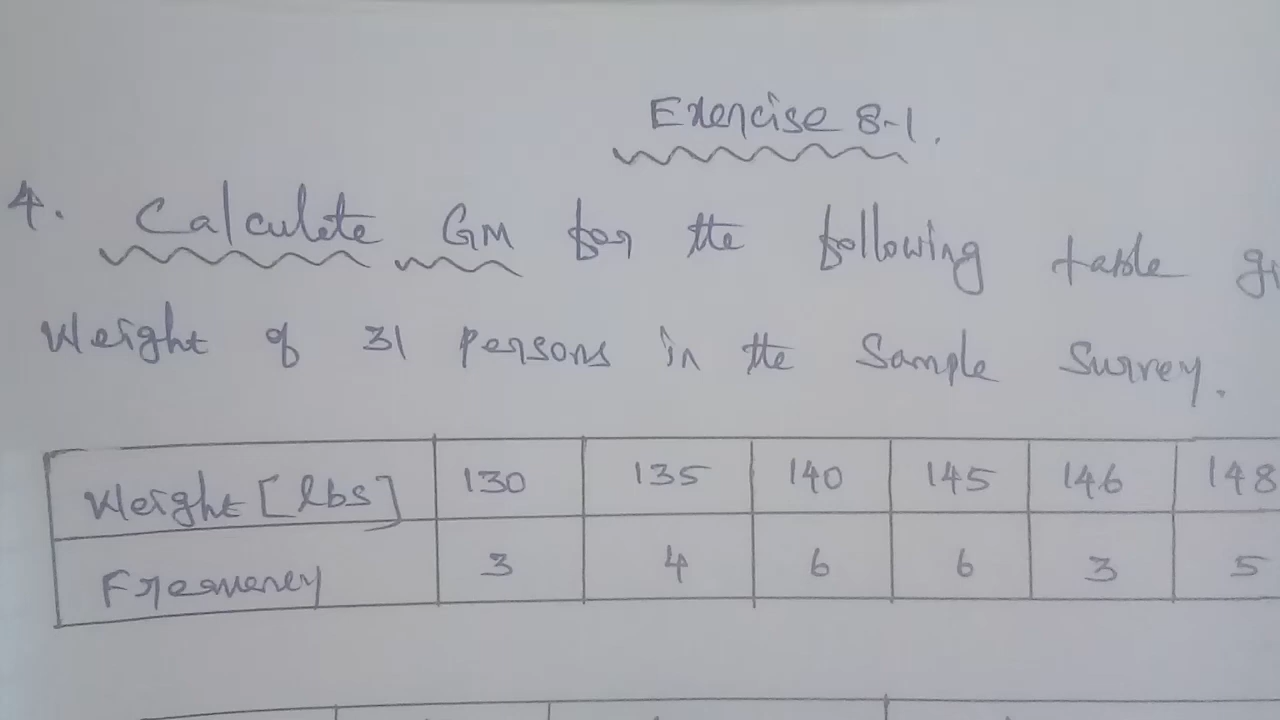 Exercise 8-1.
4. Calculate GM for the following table gi
Weight of 31 persons in the Sample Survey.
Weight [lbs] 130 135 140 145 146 148
Frequency 3 4 6 6 3 5